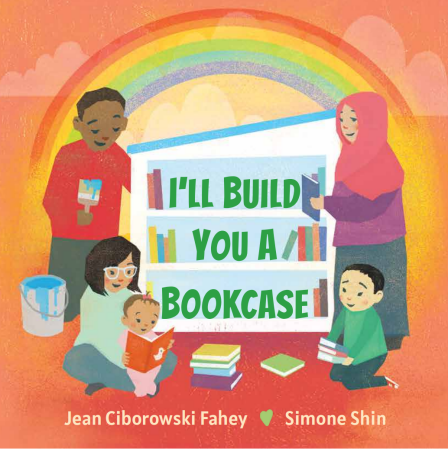 I'LL BUILD
YOU A
BOOKCASE
Jean Ciborowski Fahey Simone Shin